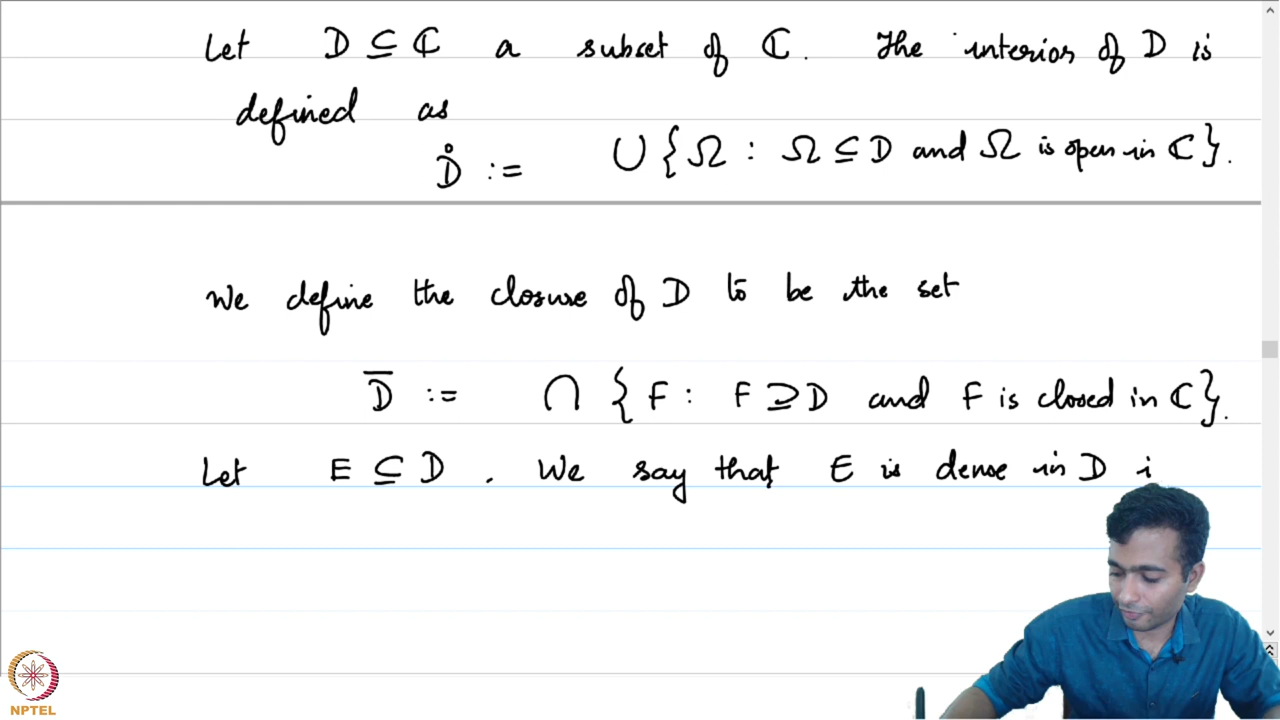 Let D ⊆ ℂ a subset of ℂ. The interior of D is
defined as
D̊ := ∪ {Ω : Ω ⊆ D and Ω is open in ℂ}.
We define the closure of D to be the set
D̅ := ∩ {F : F ⊇ D and F is closed in ℂ}.
Let E ⊆ D. We say that E is dense in D i
NPTEL